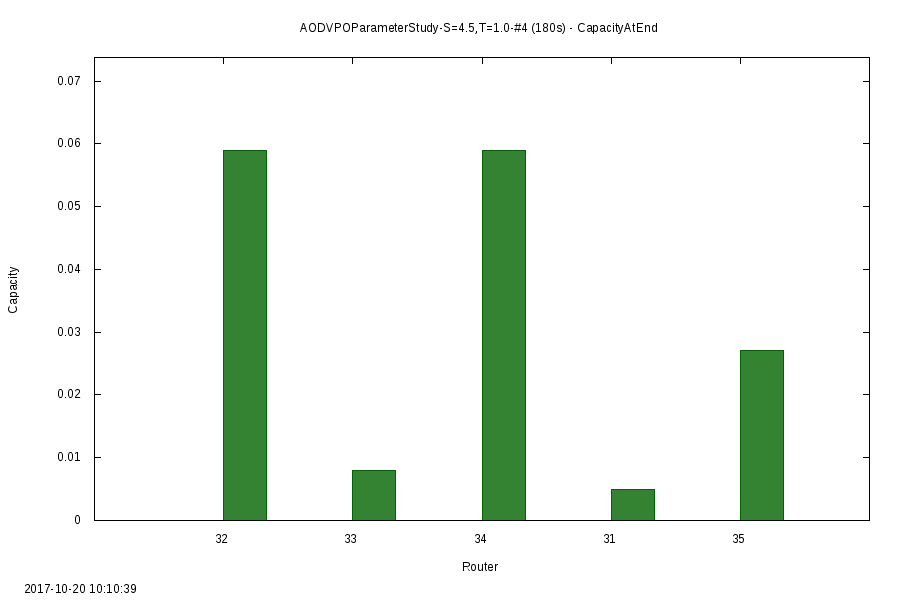 AODVPOParameterStudy-S=4.5,T=1.0-#4 (180s) - CapacityAtEnd
0.07
0.06
0.05
0.04
0.03
0.02
0.01
0
Capacity
32 33 34 31 35
Router
2017-10-20 10:10:39